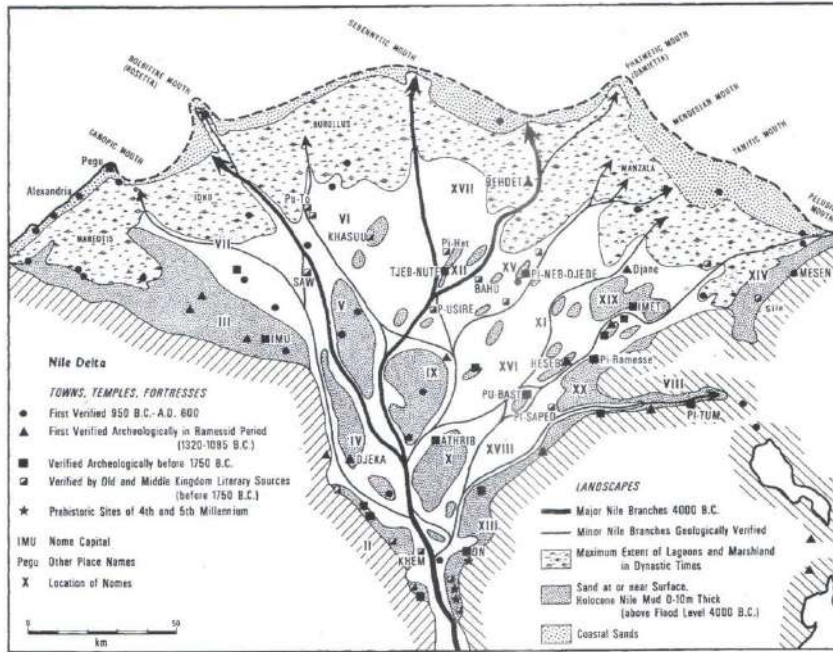 SEBENNYTIC MOUTH
PHATMETIC MOUTH
(DAMIETTA)
BOLBITINE MOUTH
(ROSETTA)
MENDESIAN MOUTH
CANOPIC MOUTH
TANITIC MOUTH
Pegu
BURULLUS
Alexandria
BEHDET
MANZALA
XVII
IDKU
Pu-To
VI
KHASUU
MAREOTIS
VII
Pi-Het
XIV
SAW
TJEB-NUTE
XII
XV
PI-NEB-DJEDE
Djane
MESEN
BAHU
XIX
IMET
Sile
III
V
P-USIRE
XI
IMU
HESEB
Pi-Ramesse
IX
XVI
XX
VIII
PU-BAST
PI-TUM
PI-SAPED
IV
DJEKA
ATHRIB
X
XVIII
XIII
II
KHEM
ON
Nile Delta
TOWNS, TEMPLES, FORTRESSES
First Verified 950 B.C.-A.D. 600
First Verified Archeologically in Ramessid Period
(1320-1085 B.C.)
Verified Archeologically before 1750 B.C.
Verified by Old and Middle Kingdom Literary Sources
(before 1750 B.C.)
Prehistoric Sites of 4th and 5th Millennium
IMU Nome Capital
Pegu Other Place Names
X Location of Nomes
0 50
km
LANDSCAPES
Major Nile Branches 4000 B.C.
Minor Nile Branches Geologically Verified
Maximum Extent of Lagoons and Marshland
in Dynastic Times
Sand at or near Surface,
Holocene Nile Mud 0-10m Thick
(above Flood Level 4000 B.C.)
Coastal Sands